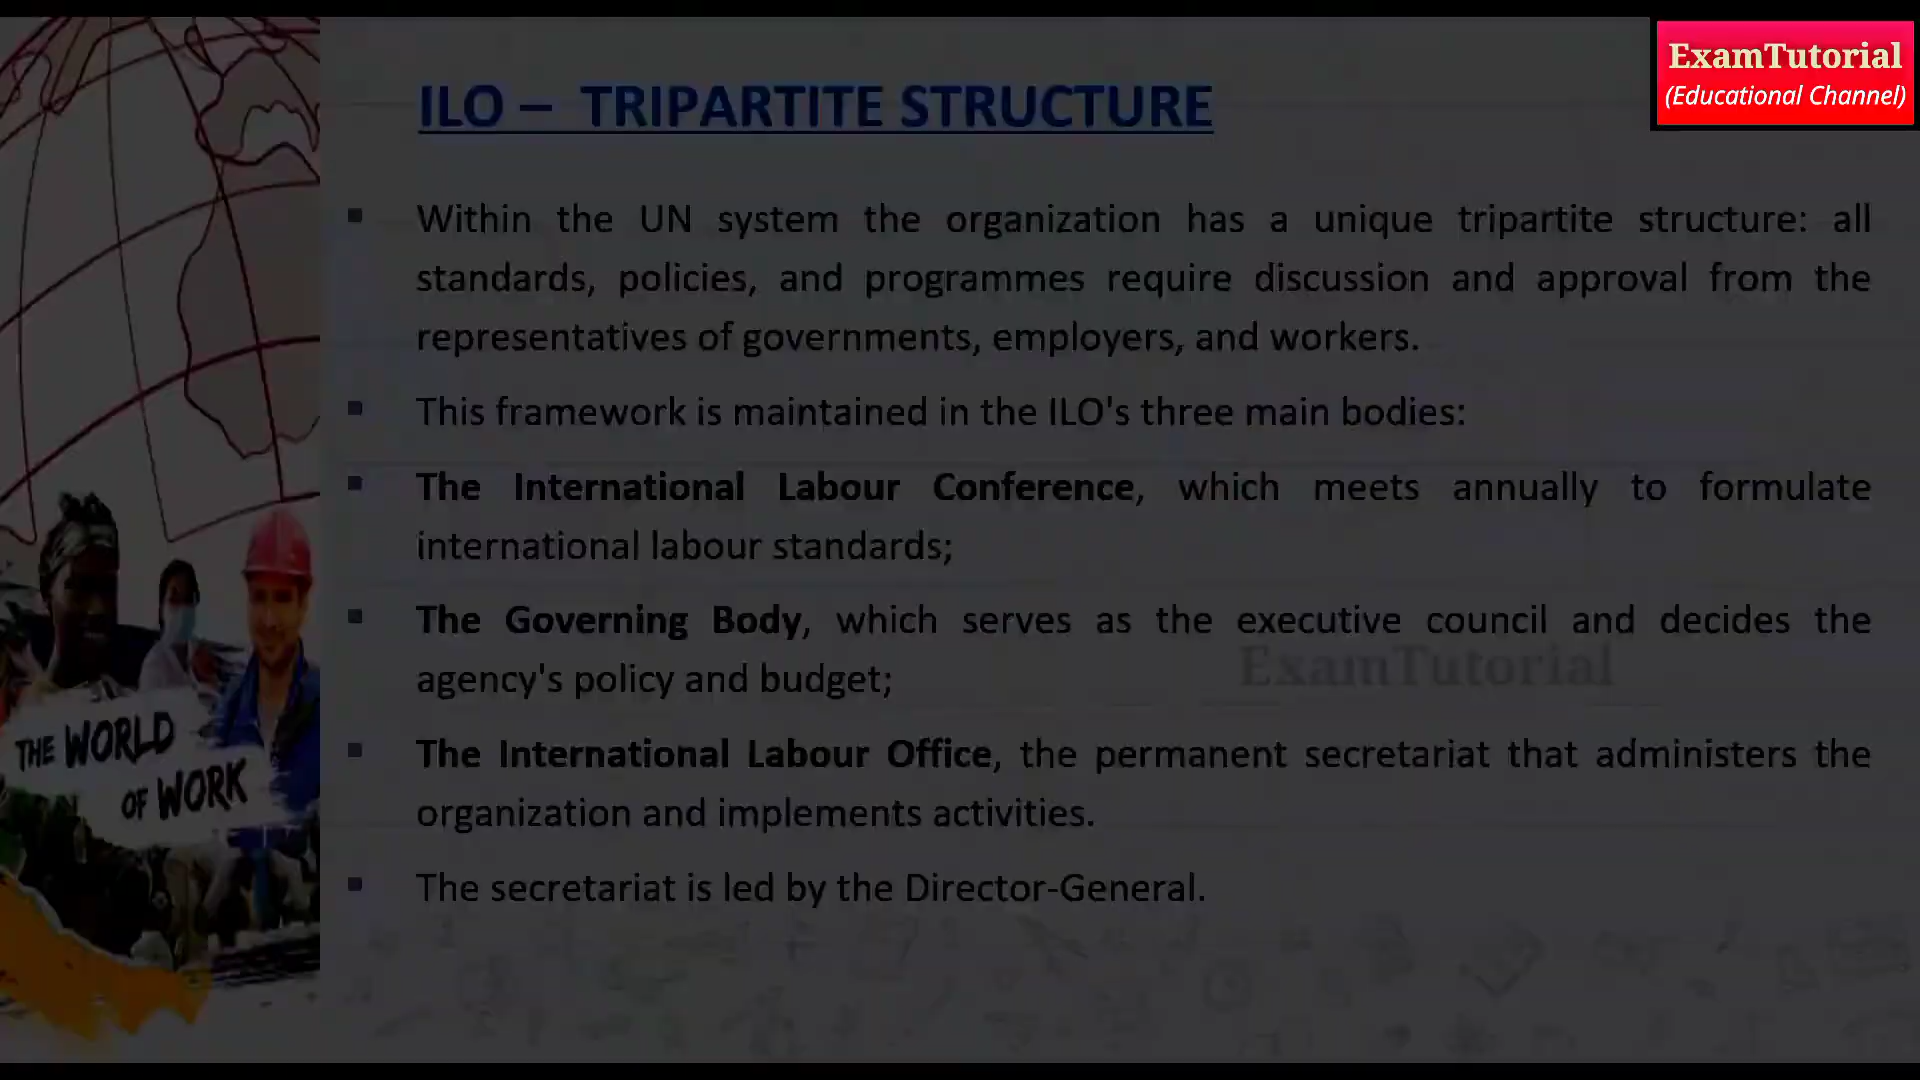 ExamTutorial
(Educational Channel)
ILO – TRIPARTITE STRUCTURE
Within the UN system the organization has a unique tripartite structure: all
standards, policies, and programmes require discussion and approval from the
representatives of governments, employers, and workers.
This framework is maintained in the ILO's three main bodies:
The International Labour Conference, which meets annually to formulate
international labour standards;
The Governing Body, which serves as the executive council and decides the
agency's policy and budget;
ExamTutorial
The International Labour Office, the permanent secretariat that administers the
organization and implements activities.
The secretariat is led by the Director-General.
THE WORLD
OF WORK